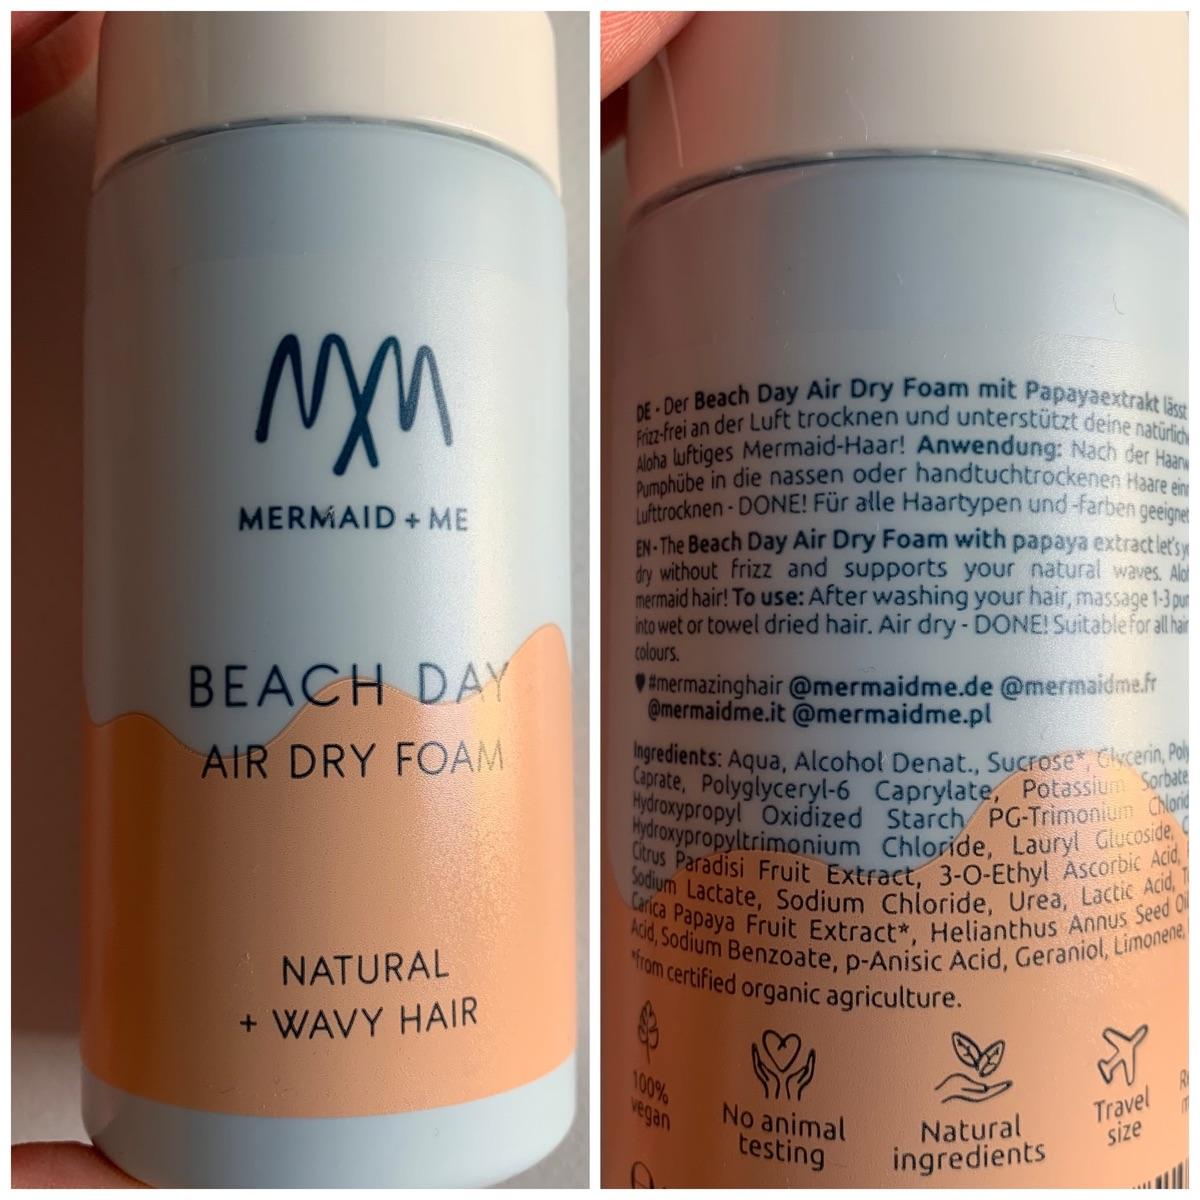 MXM
MERMAID + ME
BEACH DAY
AIR DRY FOAM
NATURAL
+ WAVY HAIR
DE - Der Beach Day Air Dry Foam mit Papayaextrakt lässt
Frizz-frei an der Luft trocknen und unterstützt deine
Aloha luftiges Mermaid-Haar! Anwendung: Nach der
Pumphübe in die nassen oder handtuchtrockenen Haare
Lufttrocknen - DONE! Für alle Haartypen und -farben geeignet
EN - The Beach Day Air Dry Foam with papaya extract let's
dry without frizz and supports your natural waves.
mermaid hair! To use: After washing your hair, massage 1-3
into wet or towel dried hair. Air dry - DONE! Suitable for all hair
colours.
♥#mermazinghair @mermaidme.de @mermaidme.fr
@mermaidme.it @mermaidme.pl
Ingredients: Aqua, Alcohol Denat., Sucrose*, Glycerin,
Caprate, Polyglyceryl-6 Caprylate, Potassium Sorbate,
Hydroxypropyl Oxidized Starch PG-Trimonium
Hydroxypropyltrimonium Chloride, Lauryl Glucoside,
Citrus Paradisi Fruit Extract, 3-O-Ethyl Ascorbic Acid,
Sodium Lactate, Sodium Chloride, Urea, Lactic Acid,
Carica Papaya Fruit Extract*, Helianthus Annus Seed
Acid, Sodium Benzoate, p-Anisic Acid, Geraniol, Limonene,
*from certified organic agriculture.
100%
vegan
No animal
testing
Natural
ingredients
Travel
size